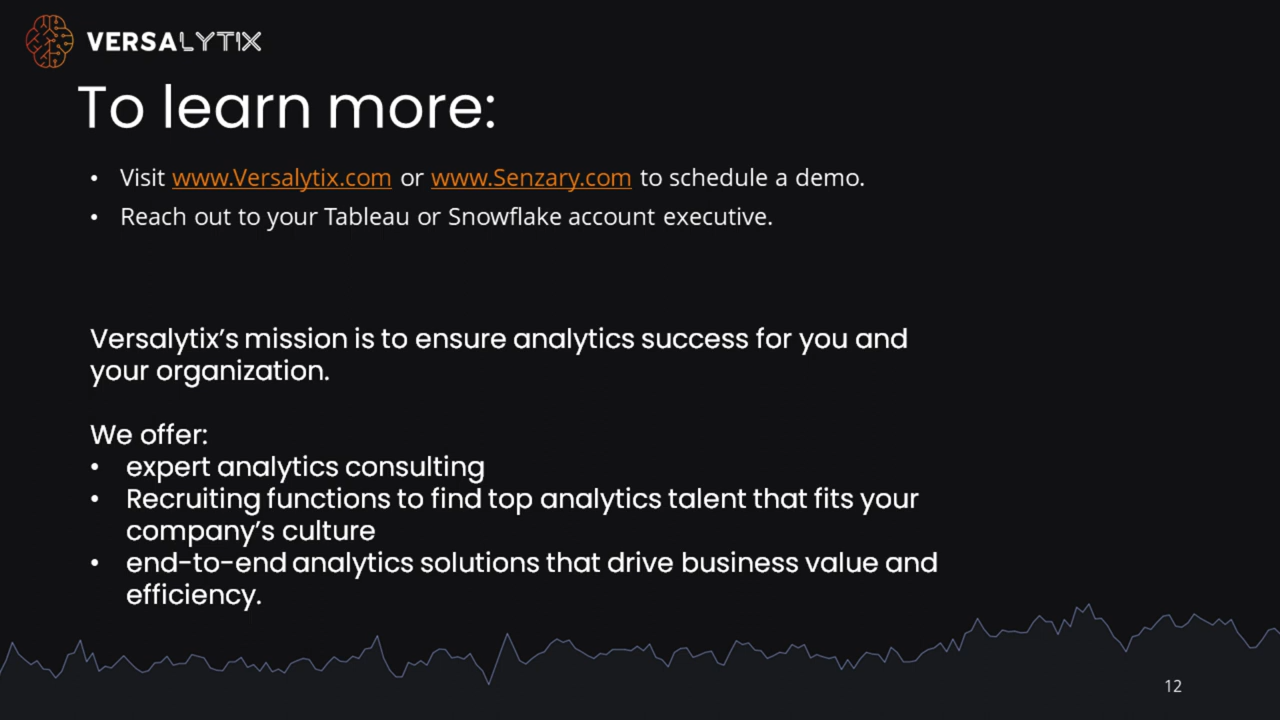 VERSALYTIX
To learn more:
• Visit www.Versalytix.com or www.Senzary.com to schedule a demo.
• Reach out to your Tableau or Snowflake account executive.
Versalytix’s mission is to ensure analytics success for you and
your organization.
We offer:
• expert analytics consulting
• Recruiting functions to find top analytics talent that fits your
company’s culture
• end-to-end analytics solutions that drive business value and
efficiency.
12